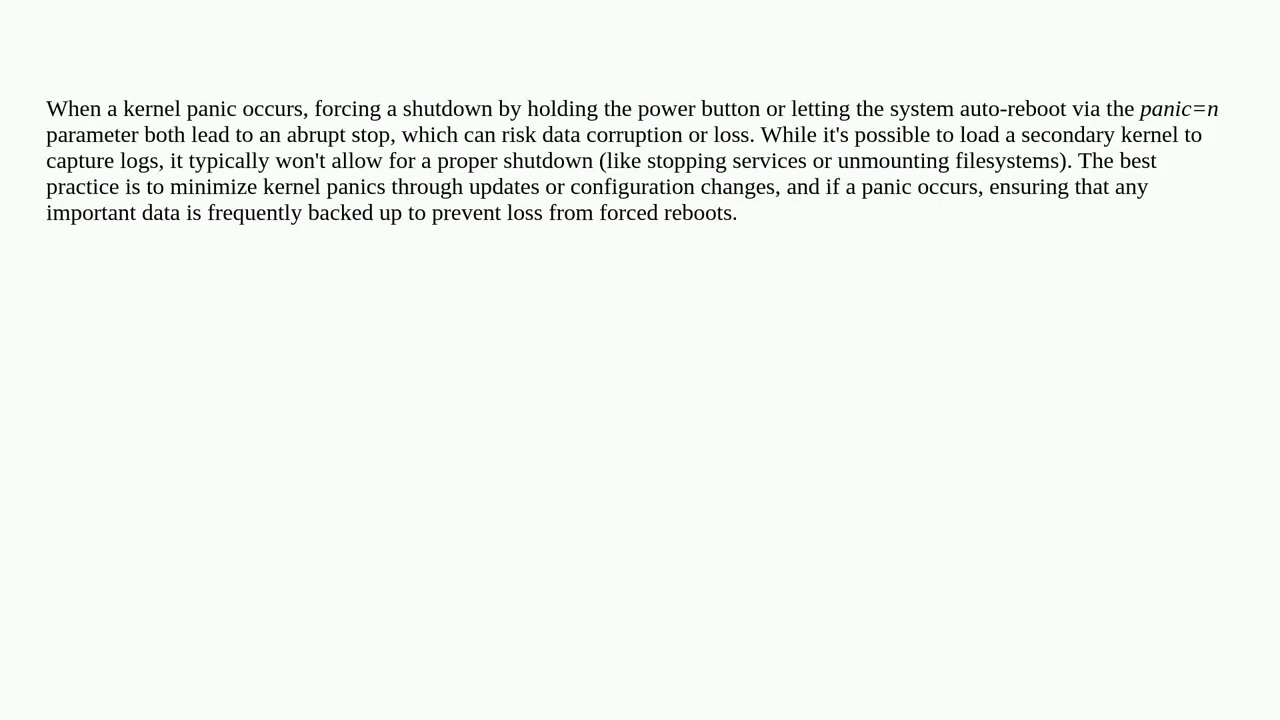 When a kernel panic occurs, forcing a shutdown by holding the power button or letting the system auto-reboot via the panic=n
parameter both lead to an abrupt stop, which can risk data corruption or loss. While it's possible to load a secondary kernel to
capture logs, it typically won't allow for a proper shutdown (like stopping services or unmounting filesystems). The best
practice is to minimize kernel panics through updates or configuration changes, and if a panic occurs, ensuring that any
important data is frequently backed up to prevent loss from forced reboots.